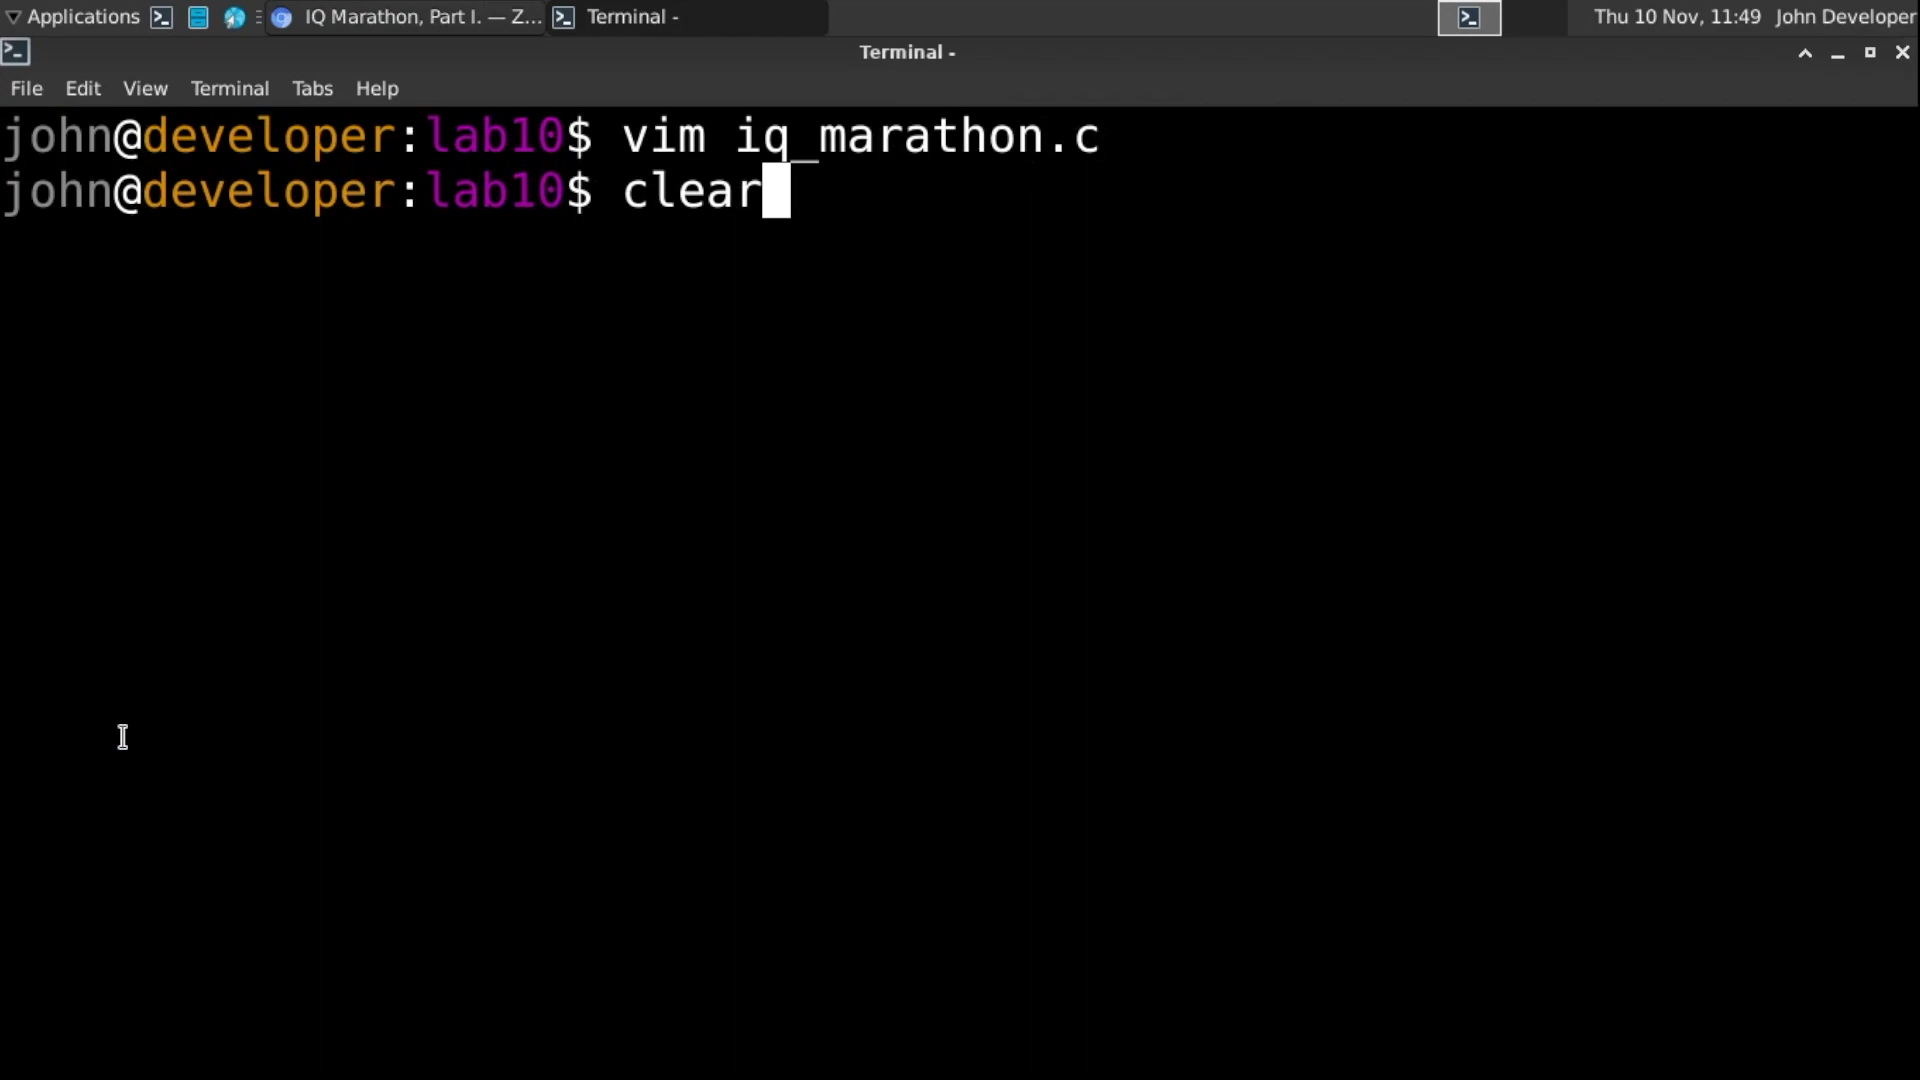 Applications IQ Marathon, Part I. — Z... Terminal - Thu 10 Nov, 11:49 John Developer
Terminal -
File Edit View Terminal Tabs Help
john@developer:lab10$ vim iq_marathon.c
john@developer:lab10$ clear